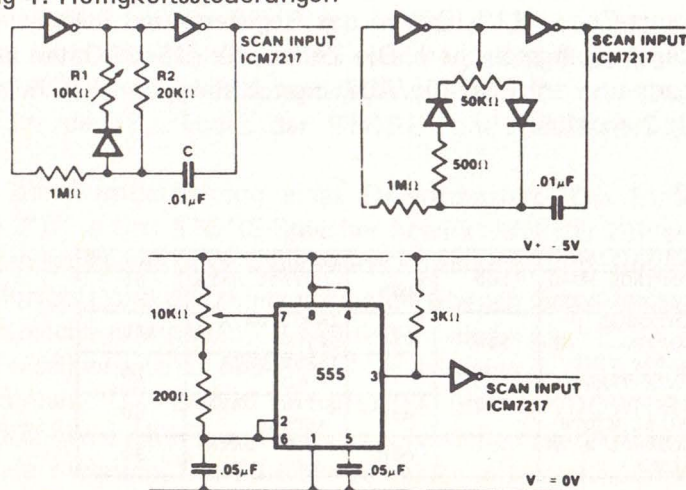 Helligkeitssteuerungen
SCAN INPUT
ICM7217
R1
10KΩ
R2
20KΩ
C
1MΩ
.01μF
SCAN INPUT
ICM7217
50KΩ
500Ω
1MΩ
.01μF
V+ - 5V
10KΩ
7
8
4
3KΩ
555
3
200Ω
2
6
1
5
SCAN INPUT
ICM7217
.05μF
.05μF
V = 0V